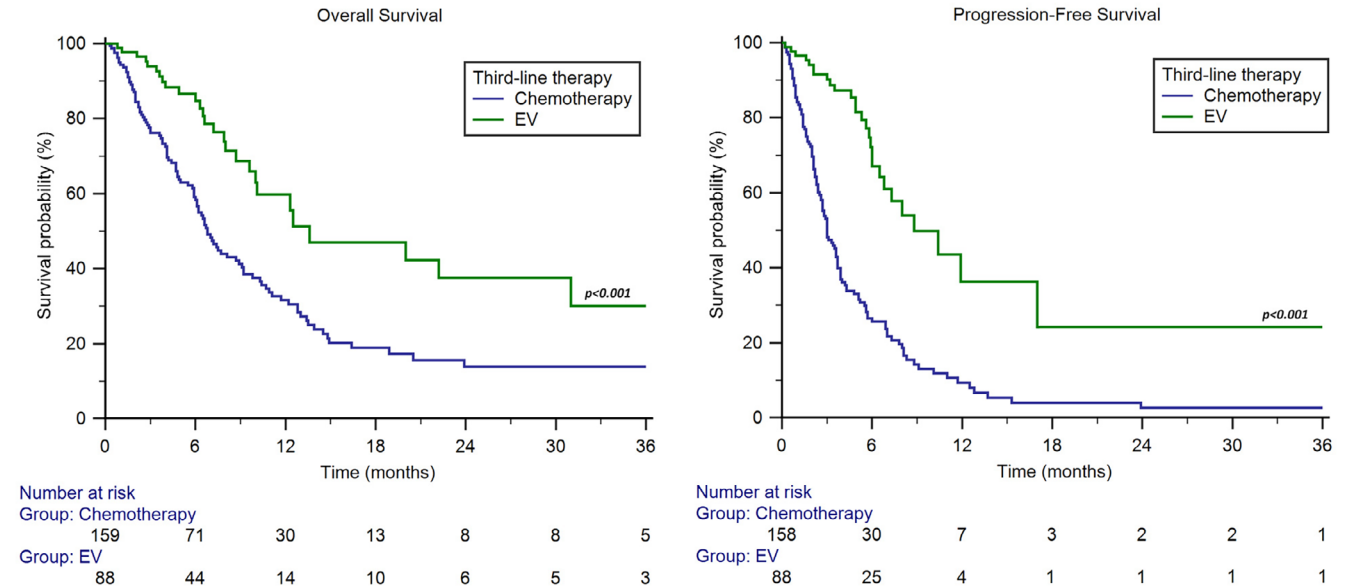 Overall Survival
Survival probability (%)
100
80
60
40
20
0
Third-line therapy
Chemotherapy
EV
p<0.001
0 6 12 18 24 30 36
Time (months)
Number at risk
Group: Chemotherapy
159 71 30 13 8 8 5
Group: EV
88 44 14 10 6 5 3
Progression-Free Survival
Survival probability (%)
100
80
60
40
20
0
Third-line therapy
Chemotherapy
EV
p<0.001
0 6 12 18 24 30 36
Time (months)
Number at risk
Group: Chemotherapy
158 30 7 3 2 2 1
Group: EV
88 25 4 1 1 1 1